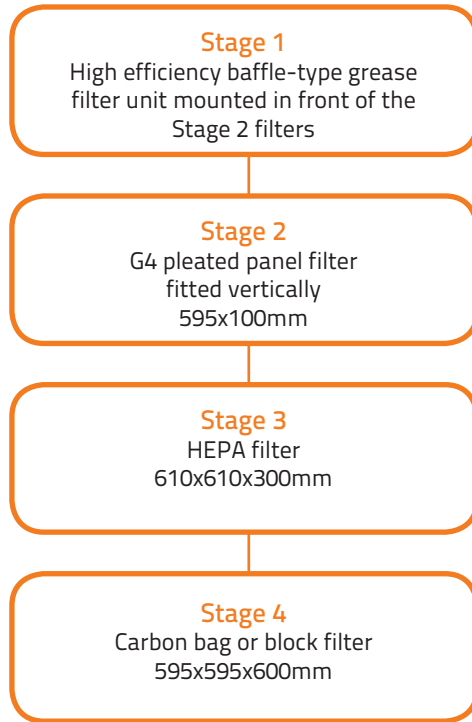 Stage 1
High efficiency baffle-type grease
filter unit mounted in front of the
Stage 2 filters
Stage 2
G4 pleated panel filter
fitted vertically
595x100mm
Stage 3
HEPA filter
610x610x300mm
Stage 4
Carbon bag or block filter
595x595x600mm